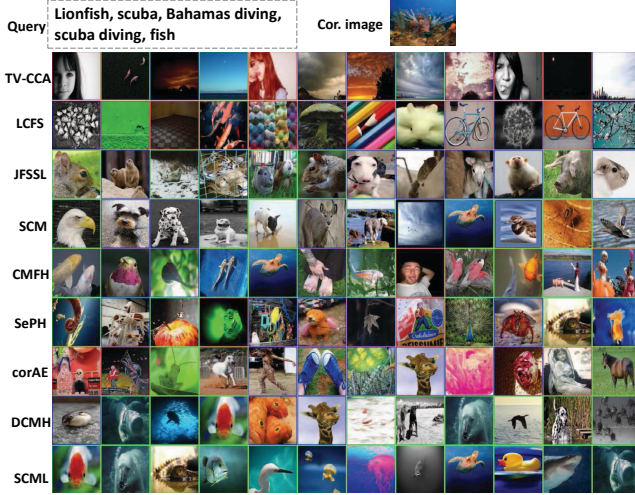 Query
Lionfish, scuba, Bahamas diving,
scuba diving, fish
Cor. image
TV-CCA
LCFS
JFSSL
SCM
CMFH
SePH
corAE
DCMH
SCML